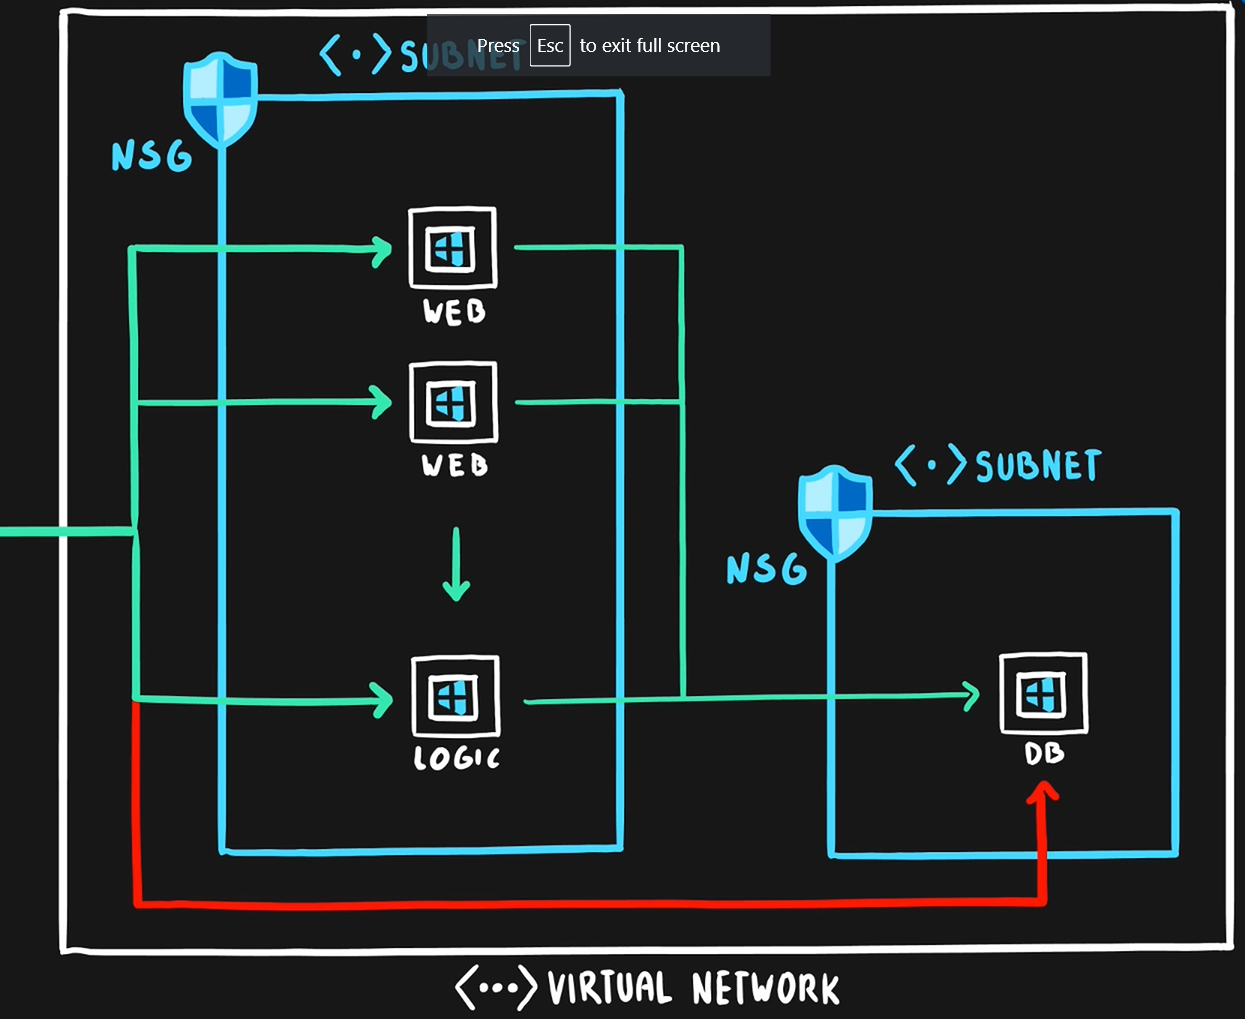 Press Esc to exit full screen
<·> SUBNET
NSG
WEB
WEB
<·> SUBNET
NSG
LOGIC
DB
<···> VIRTUAL NETWORK